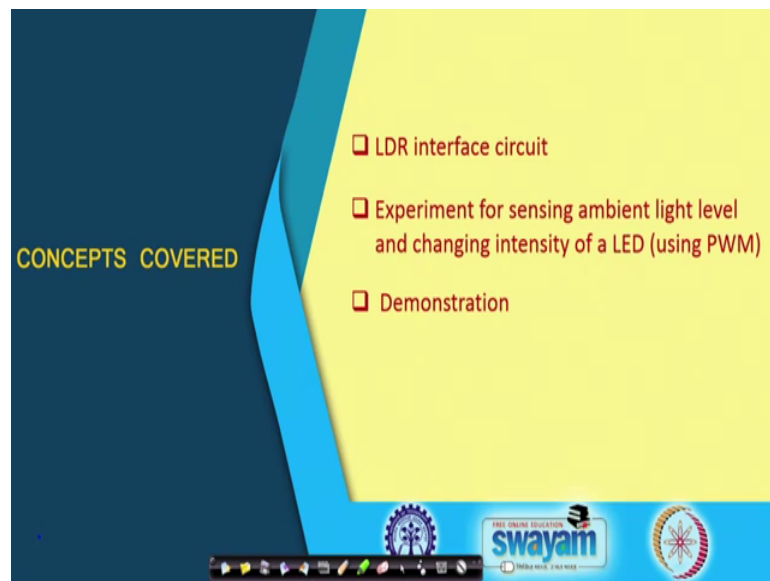 CONCEPTS COVERED
LDR interface circuit
Experiment for sensing ambient light level
and changing intensity of a LED (using PWM)
Demonstration
FREE ONLINE EDUCATION
swayam